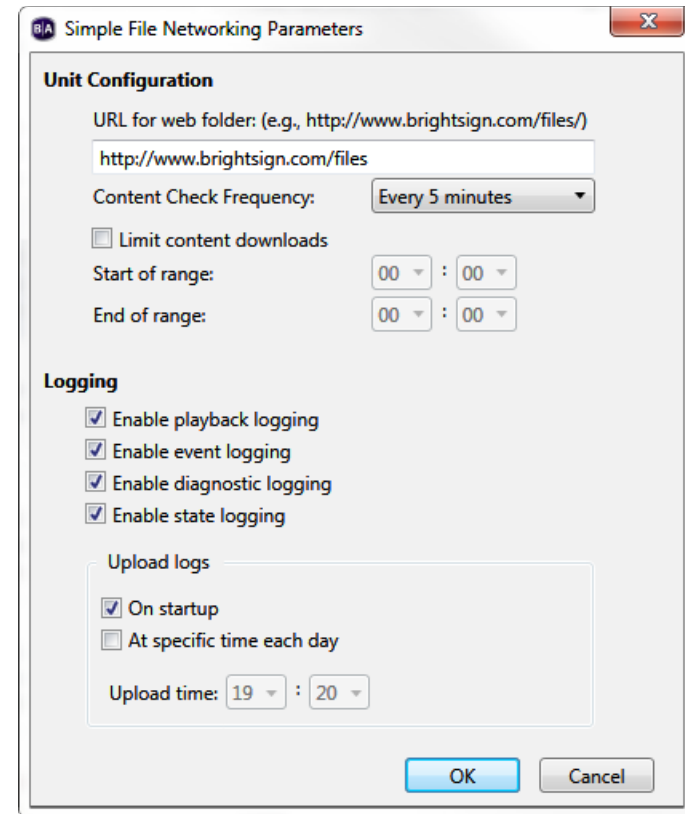 BA Simple File Networking Parameters
Unit Configuration
URL for web folder: (e.g., http://www.brightsign.com/files/)
http://www.brightsign.com/files
Content Check Frequency: Every 5 minutes
Limit content downloads
Start of range: 00 : 00
End of range: 00 : 00
Logging
Enable playback logging
Enable event logging
Enable diagnostic logging
Enable state logging
Upload logs
On startup
At specific time each day
Upload time: 19 : 20
OK Cancel